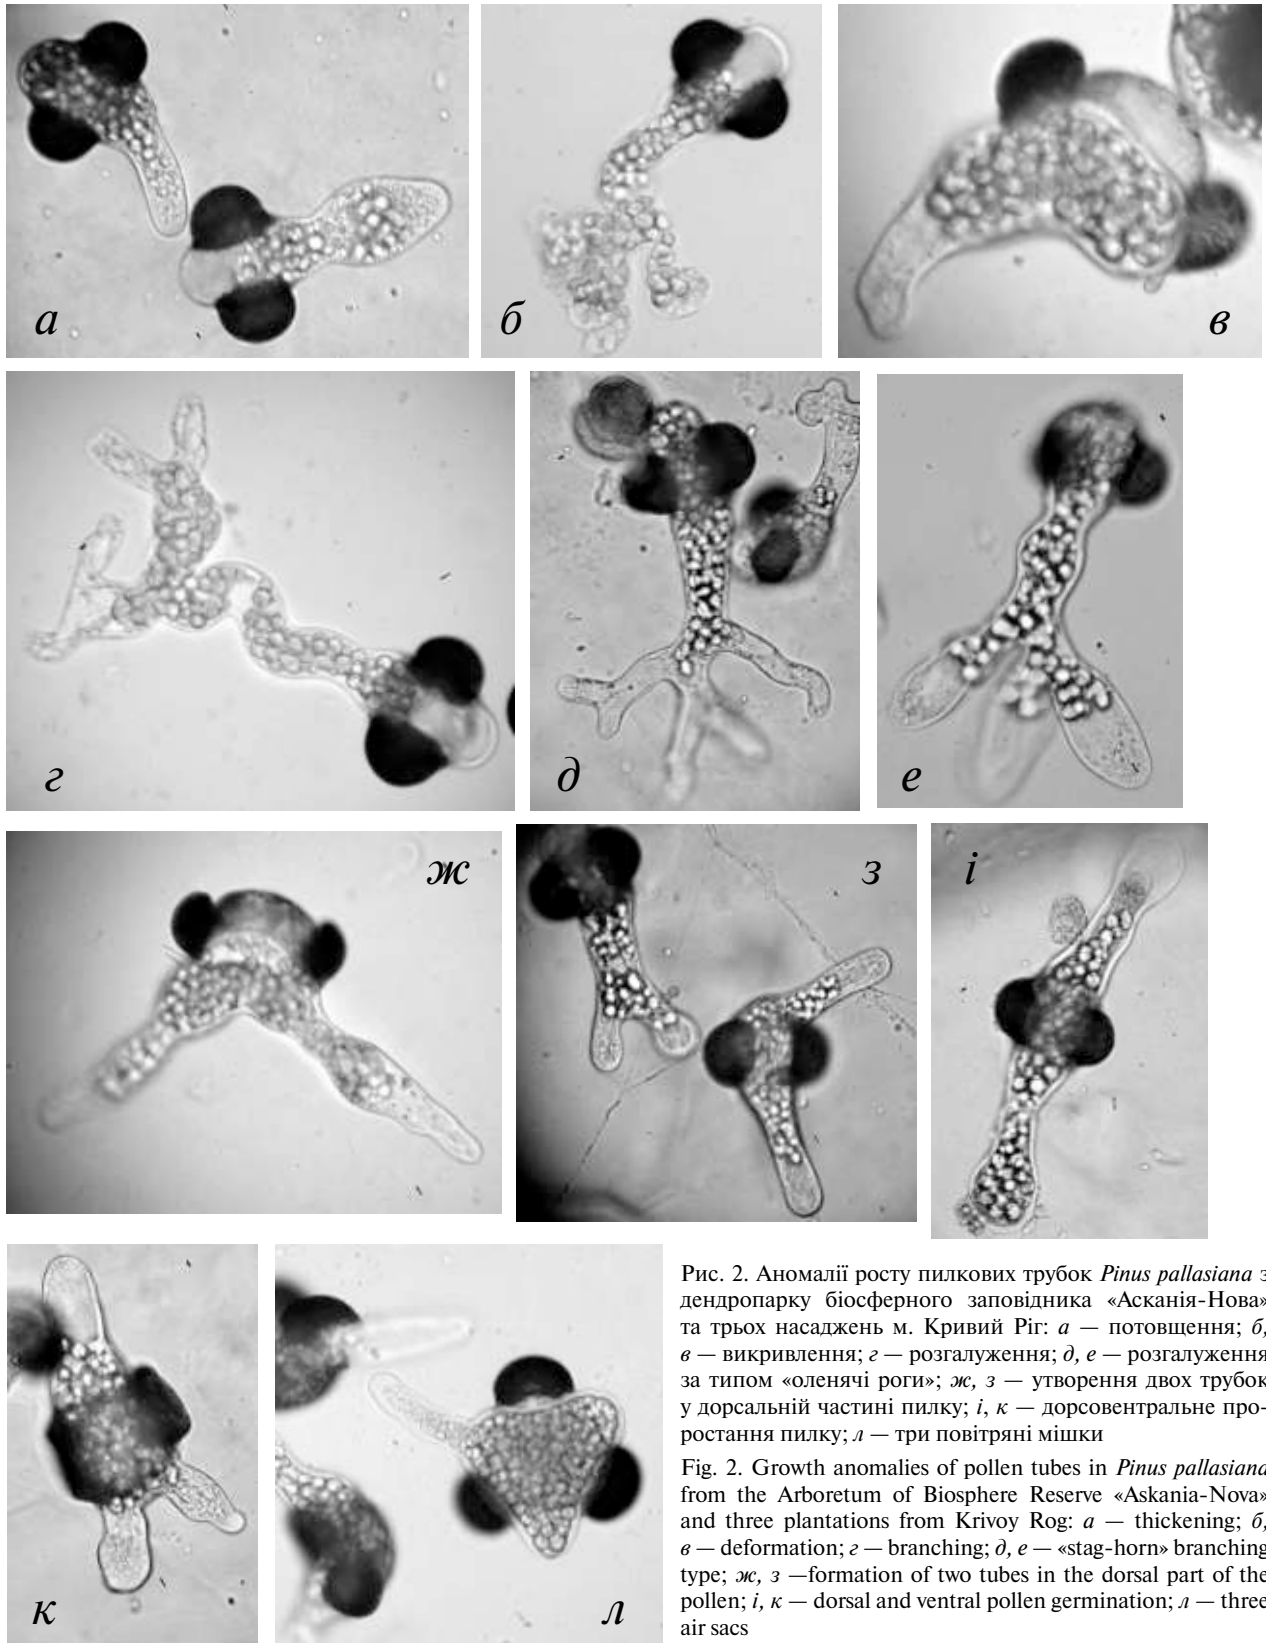 а
б
в
г
д
е
ж
з
і
к
л
Рис. 2. Аномалії росту пилкових трубок Pinus pallasiana з
дендропарку біосферного заповідника «Асканія-Нова»
та трьох насаджень м. Кривий Ріг: а — потовщення; б,
в — викривлення; г — розгалуження; д, е — розгалуження
за типом «оленячі роги»; ж, з — утворення двох трубок
у дорсальній частині пилку; і, к — дорсовентральне про-
ростання пилку; л — три повітряні мішки
Fig. 2. Growth anomalies of pollen tubes in Pinus pallasiana
from the Arboretum of Biosphere Reserve «Askania-Nova»
and three plantations from Krivoy Rog: а — thickening; б,
в — deformation; г — branching; д, е — «stag-horn» branching
type; ж, з —formation of two tubes in the dorsal part of the
pollen; і, к — dorsal and ventral pollen germination; л — three
air sacs